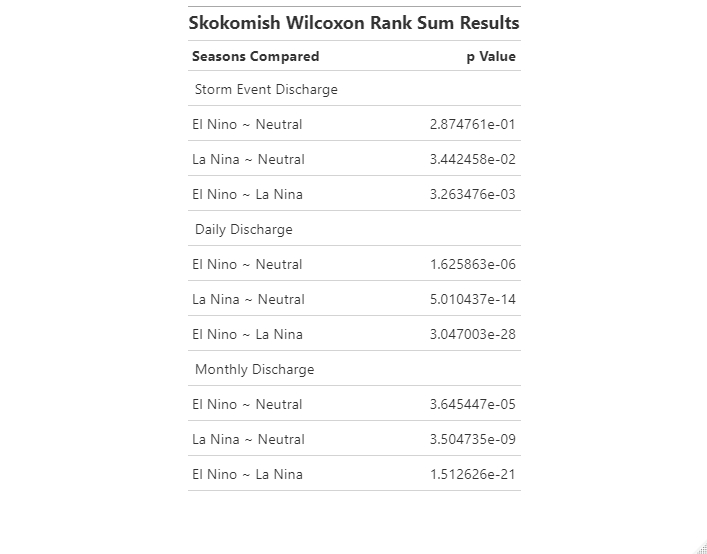 Skokomish Wilcoxon Rank Sum Results
Seasons Compared p Value
Storm Event Discharge
El Nino ~ Neutral 2.874761e-01
La Nina ~ Neutral 3.442458e-02
El Nino ~ La Nina 3.263476e-03
Daily Discharge
El Nino ~ Neutral 1.625863e-06
La Nina ~ Neutral 5.010437e-14
El Nino ~ La Nina 3.047003e-28
Monthly Discharge
El Nino ~ Neutral 3.645447e-05
La Nina ~ Neutral 3.504735e-09
El Nino ~ La Nina 1.512626e-21